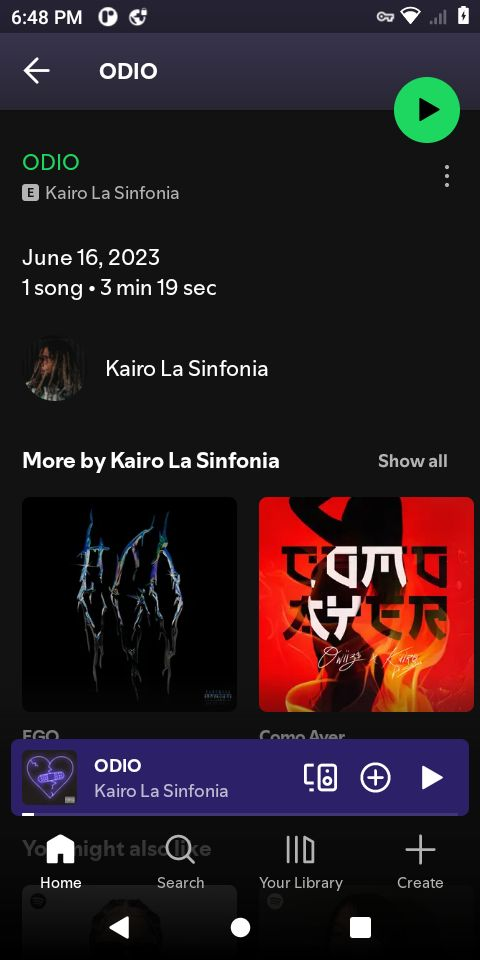 6:48 PM
ODIO
ODIO
E Kairo La Sinfonia
June 16, 2023
1 song • 3 min 19 sec
Kairo La Sinfonia
More by Kairo La Sinfonia
Show all
COMO
AYER
EGO
Como Ayer
ODIO
Kairo La Sinfonia
You might also like
Home
Search
Your Library
Create